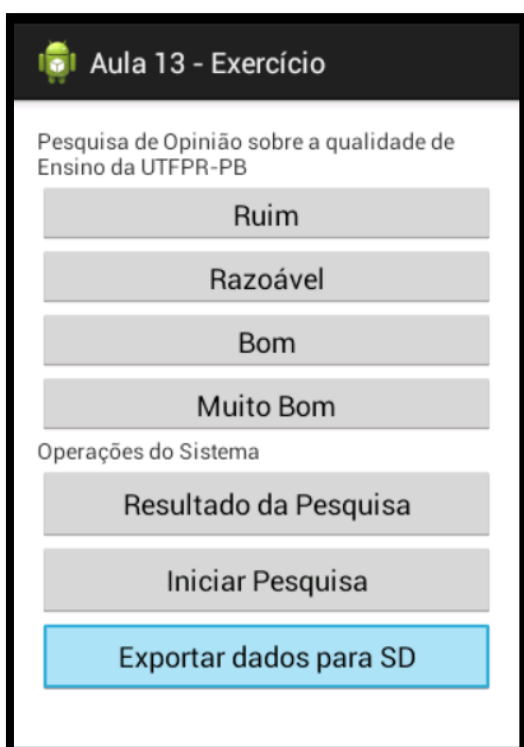 Aula 13 - Exercício
Pesquisa de Opinião sobre a qualidade de
Ensino da UTFPR-PB
Ruim
Razoável
Bom
Muito Bom
Operações do Sistema
Resultado da Pesquisa
Iniciar Pesquisa
Exportar dados para SD